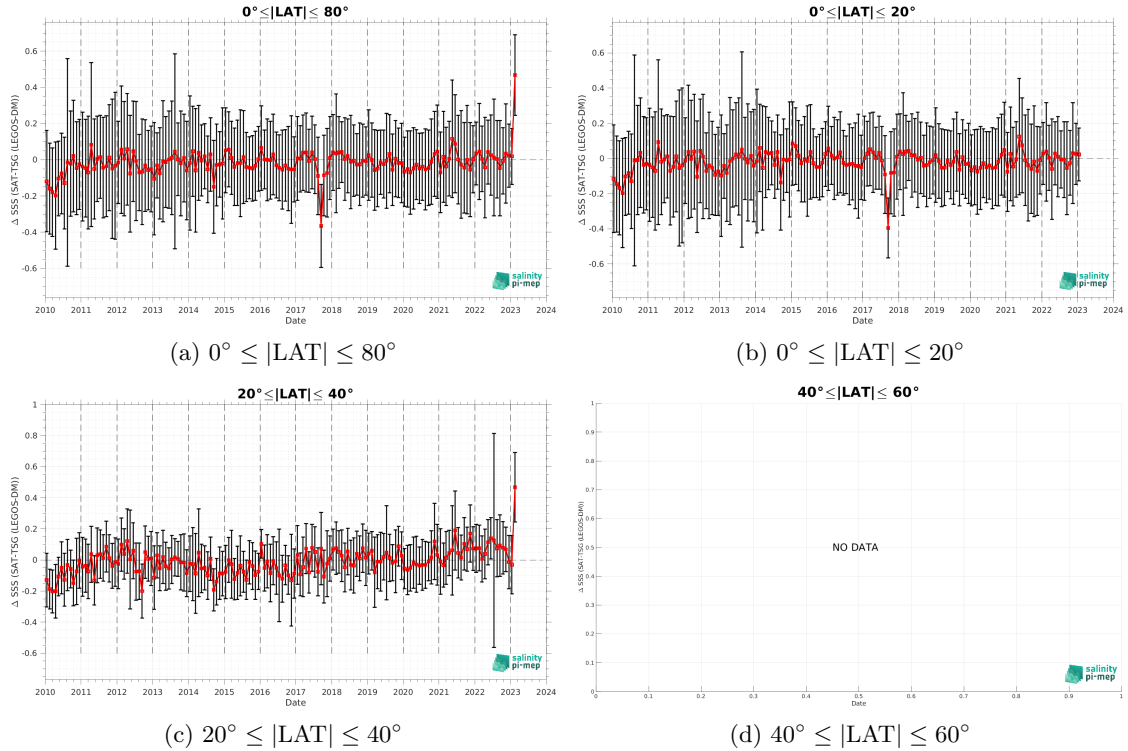 0°≤|LAT|≤ 80°
Δ SSS (SAT-TSG (LEGOS-DM))
0.6
0.4
0.2
0
-0.2
-0.4
-0.6
salinity
pi-mep
2010 2011 2012 2013 2014 2015 2016 2017 2018 2019 2020 2021 2022 2023 2024
Date
(a) 0° ≤ |LAT| ≤ 80°
0°≤|LAT|≤ 20°
Δ SSS (SAT-TSG (LEGOS-DM))
0.6
0.4
0.2
0
-0.2
-0.4
-0.6
salinity
pi-mep
2010 2011 2012 2013 2014 2015 2016 2017 2018 2019 2020 2021 2022 2023 2024
Date
(b) 0° ≤ |LAT| ≤ 20°
20°≤|LAT|≤ 40°
Δ SSS (SAT-TSG (LEGOS-DM))
1
0.8
0.6
0.4
0.2
0
-0.2
-0.4
-0.6
salinity
pi-mep
2010 2011 2012 2013 2014 2015 2016 2017 2018 2019 2020 2021 2022 2023 2024
Date
(c) 20° ≤ |LAT| ≤ 40°
40°≤|LAT|≤ 60°
Δ SSS (SAT-TSG (LEGOS-DM))
1
0.9
0.8
0.7
0.6
0.5
0.4
0.3
0.2
0.1
0
NO DATA
salinity
pi-mep
0 0.1 0.2 0.3 0.4 0.5 0.6 0.7 0.8 0.9 1
Date
(d) 40° ≤ |LAT| ≤ 60°